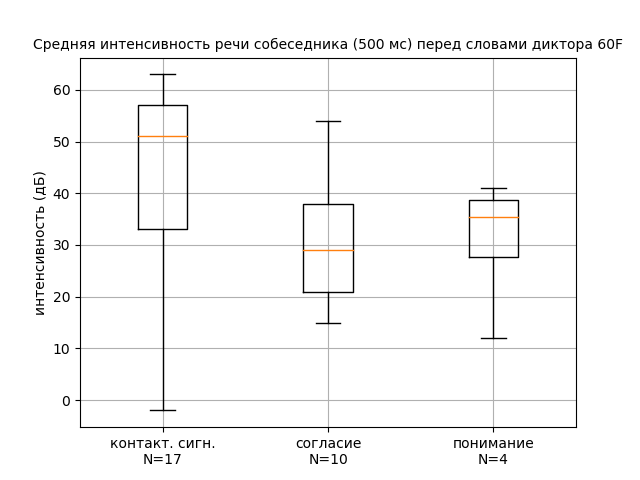 Средняя интенсивность речи собеседника (500 мс) перед словами диктора 60F
интенсивность (дБ)
60
50
40
30
20
10
0
контакт. сигн.
N=17
согласие
N=10
понимание
N=4